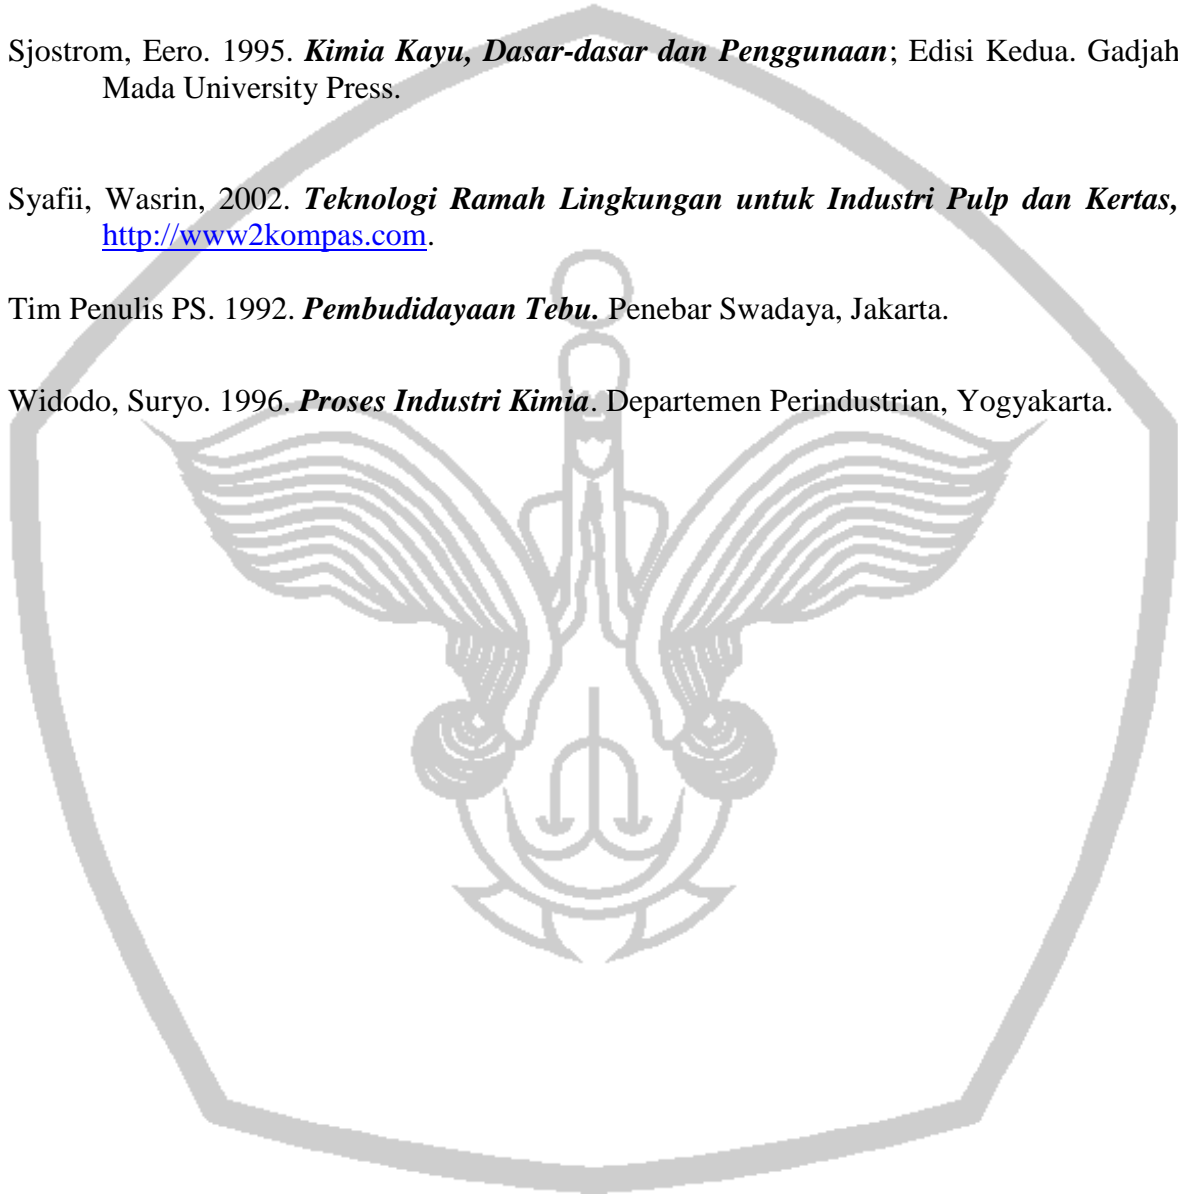 Sjostrom, Eero. 1995. Kimia Kayu, Dasar-dasar dan Penggunaan; Edisi Kedua. Gadjah
Mada University Press.
Syafii, Wasrin, 2002. Teknologi Ramah Lingkungan untuk Industri Pulp dan Kertas,
http://www2kompas.com.
Tim Penulis PS. 1992. Pembudidayaan Tebu. Penebar Swadaya, Jakarta.
Widodo, Suryo. 1996. Proses Industri Kimia. Departemen Perindustrian, Yogyakarta.